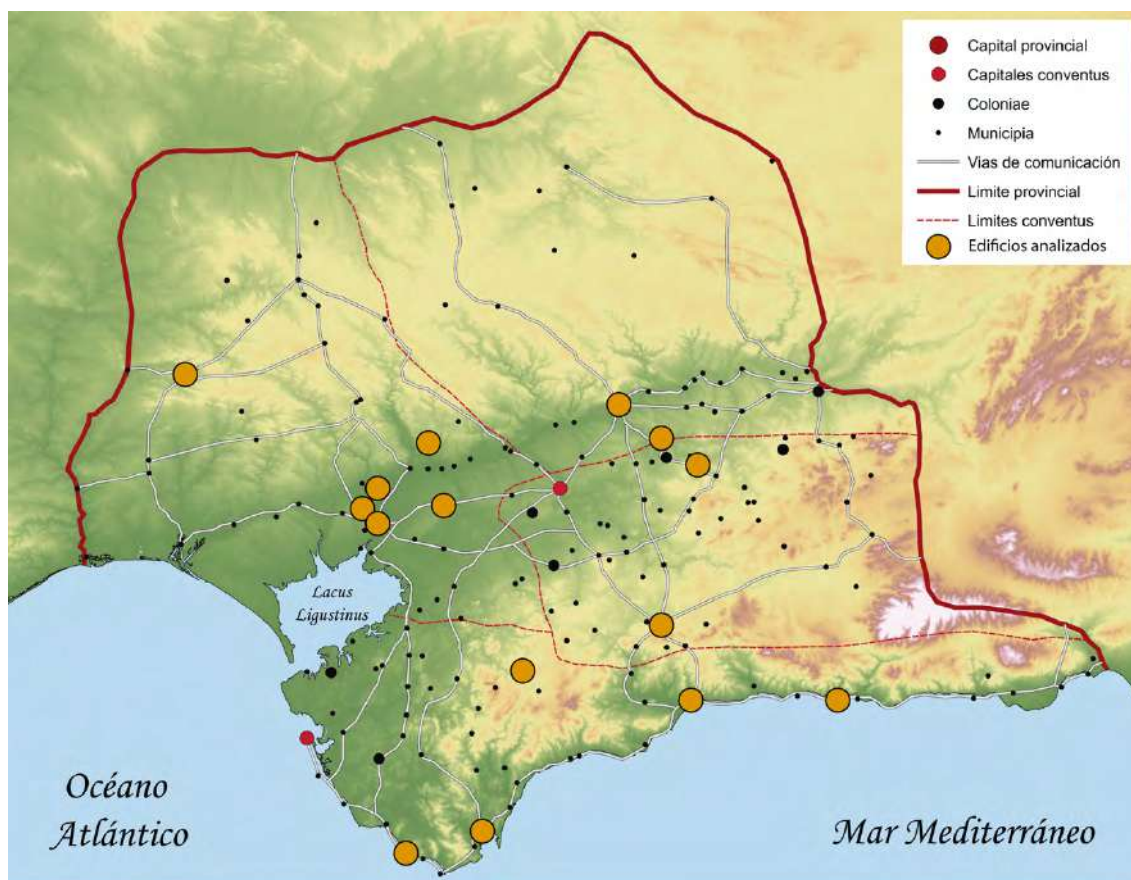 Capital provincial
Capitales conventus
Coloniae
Municipia
Vias de comunicación
Limite provincial
Limites conventus
Edificios analizados
Lacus
Ligustinus
Océano
Atlántico
Mar Mediterráneo